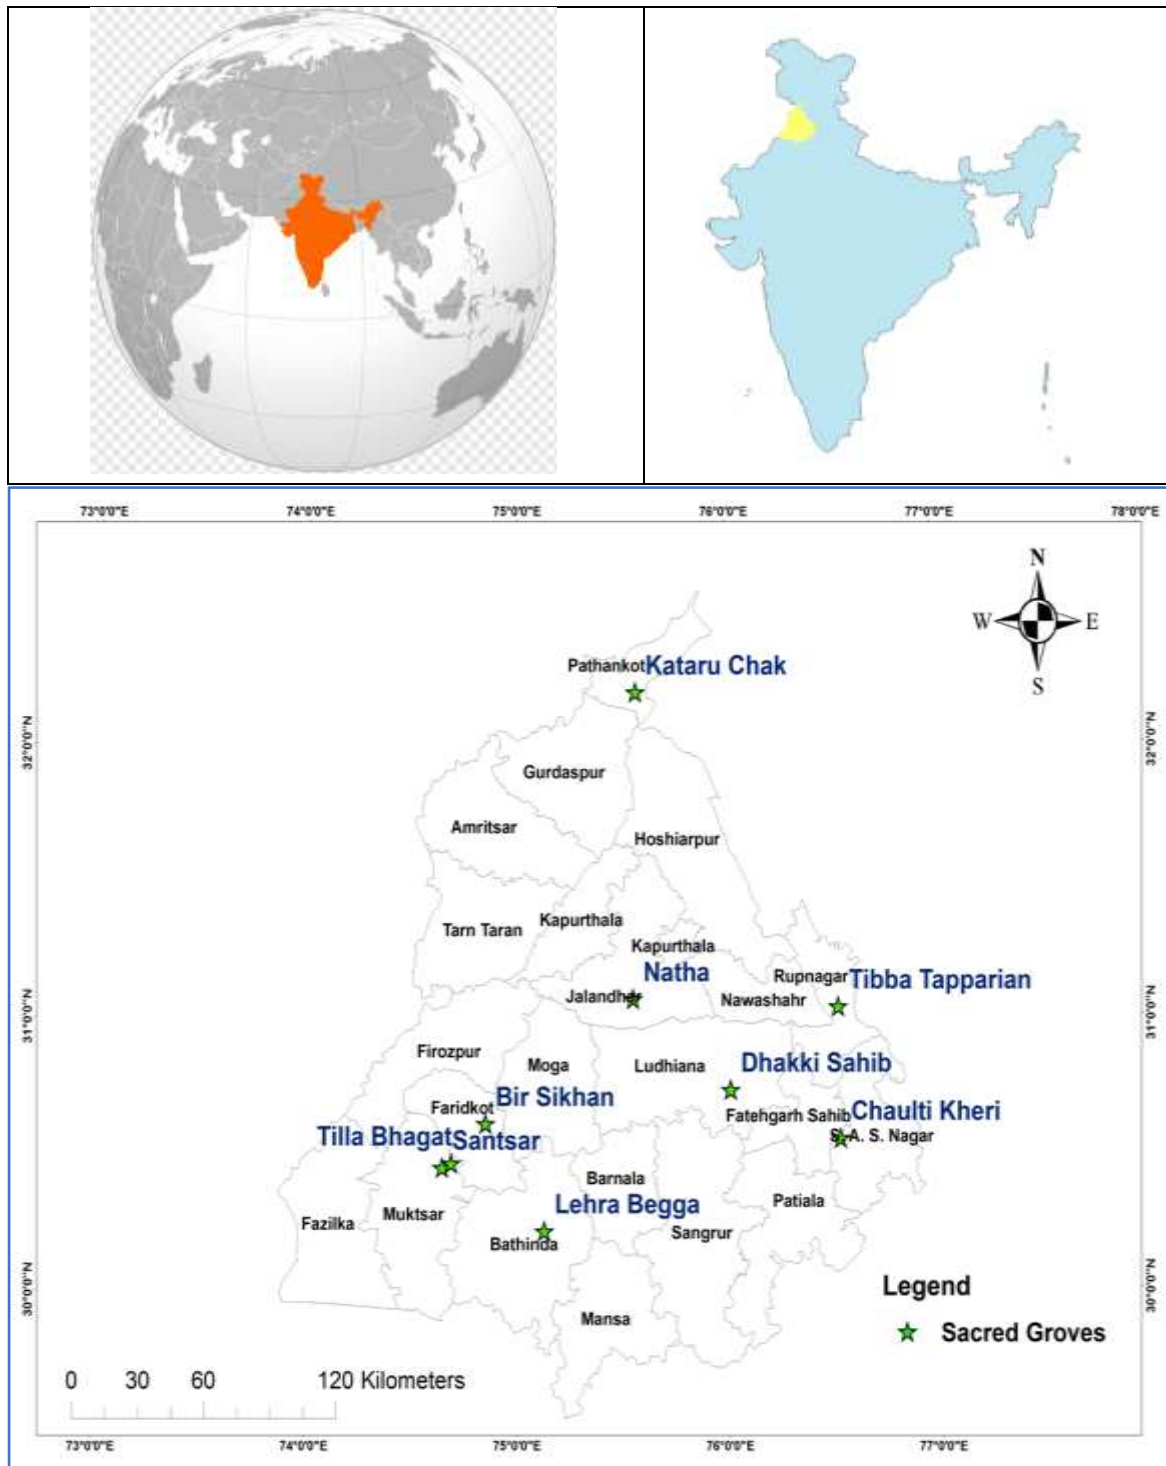 73°0'0"E 74°0'0"E 75°0'0"E 76°0'0"E 77°0'0"E 78°0'0"E
N
W E
S
Pathankot Kataru Chak
32°0'0"N 32°0'0"N
Gurdaspur
Amritsar
Hoshiarpur
Kapurthala
Tarn Taran
Kapurthala
Natha
Rupnagar Tibba Tapparian
Jalandhar Nawashahr
31°0'0"N 31°0'0"N
Firozpur
Moga Ludhiana Dhakki Sahib
Faridkot Bir Sikhan
Fatehgarh Sahib Chaulti Kheri
S. A. S. Nagar
Tilla Bhagat Santsar
Barnala
Lehra Begga
Patiala
Muktsar
Fazilka
Sangrur
Bathinda
30°0'0"N 30°0'0"N
Legend
Mansa
Sacred Groves
0 30 60 120 Kilometers
73°0'0"E 74°0'0"E 75°0'0"E 76°0'0"E 77°0'0"E